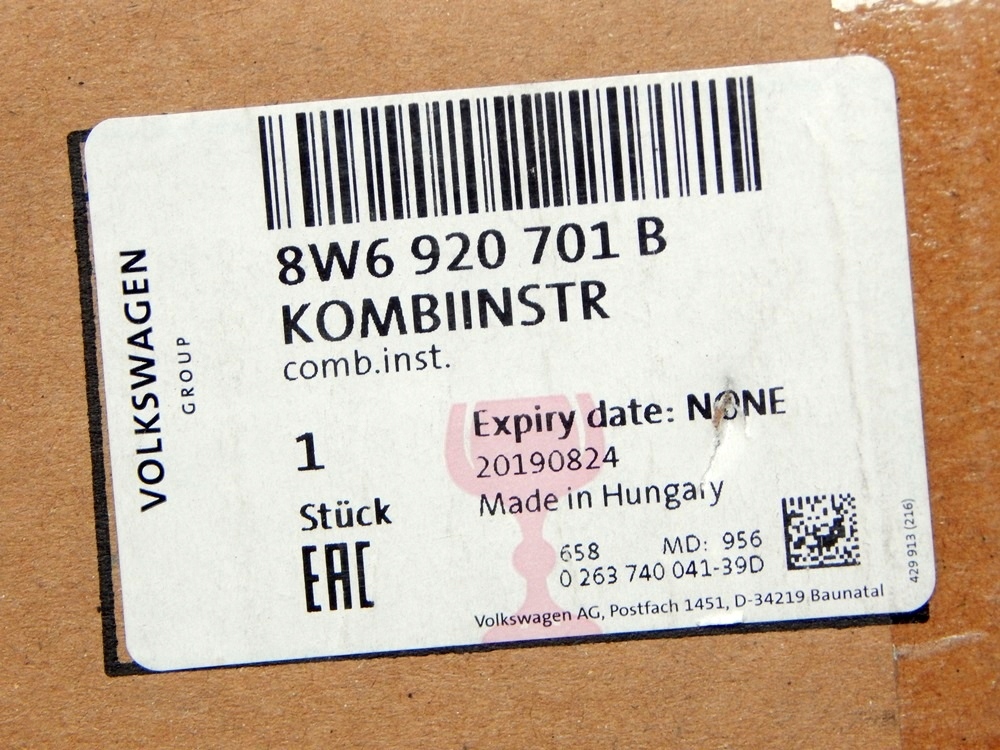 VOLKSWAGEN
GROUP
8W6 920 701 B
KOMBIINSTR
comb.inst.
1
Stück
EAC
Expiry date: NONE
20190824
Made in Hungary
658 MD: 956
0 263 740 041-39D
Volkswagen AG, Postfach 1451, D-34219 Baunatal
429 913 (216)